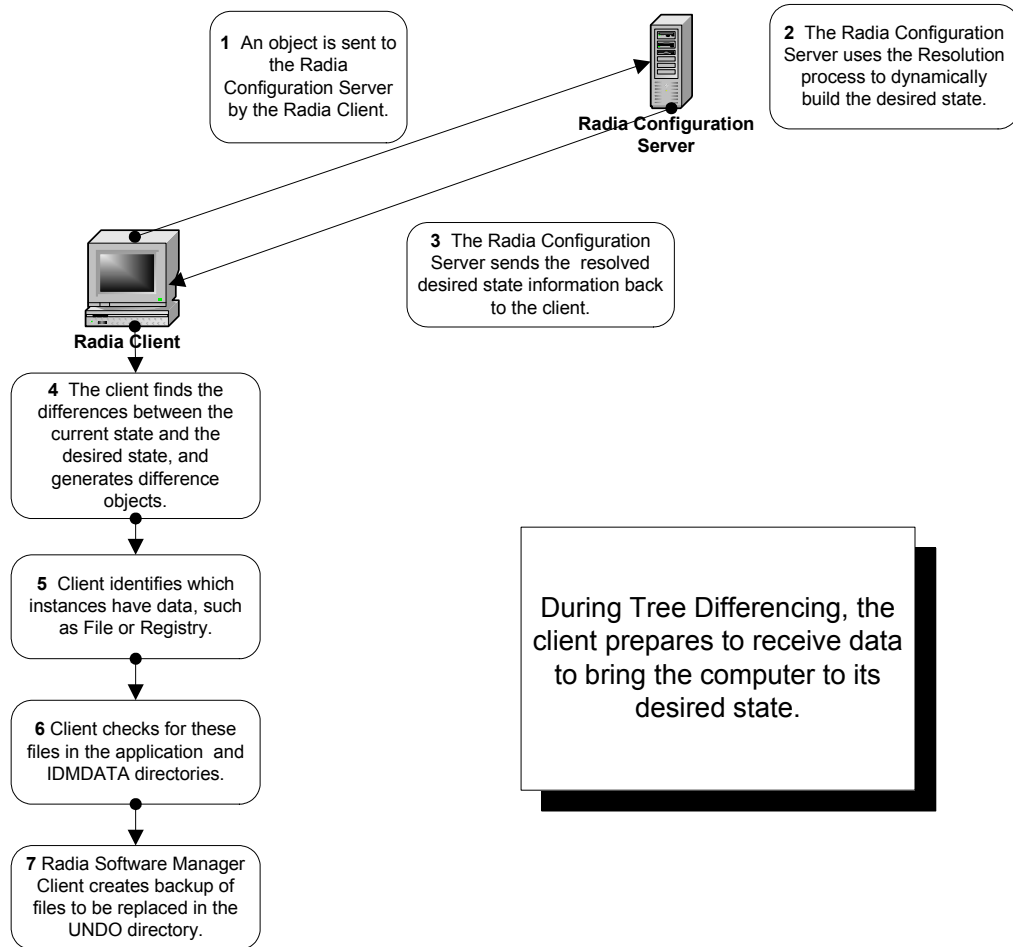 1 An object is sent to
the Radia
Configuration Server
by the Radia Client.
2 The Radia Configuration
Server uses the Resolution
process to dynamically
build the desired state.
Radia Configuration
Server
3 The Radia Configuration
Server sends the resolved
desired state information back
to the client.
Radia Client
4 The client finds the
differences between the
current state and the
desired state, and
generates difference
objects.
5 Client identifies which
instances have data, such
as File or Registry.
6 Client checks for these
files in the application and
IDMDATA directories.
7 Radia Software Manager
Client creates backup of
files to be replaced in the
UNDO directory.
During Tree Differencing, the
client prepares to receive data
to bring the computer to its
desired state.